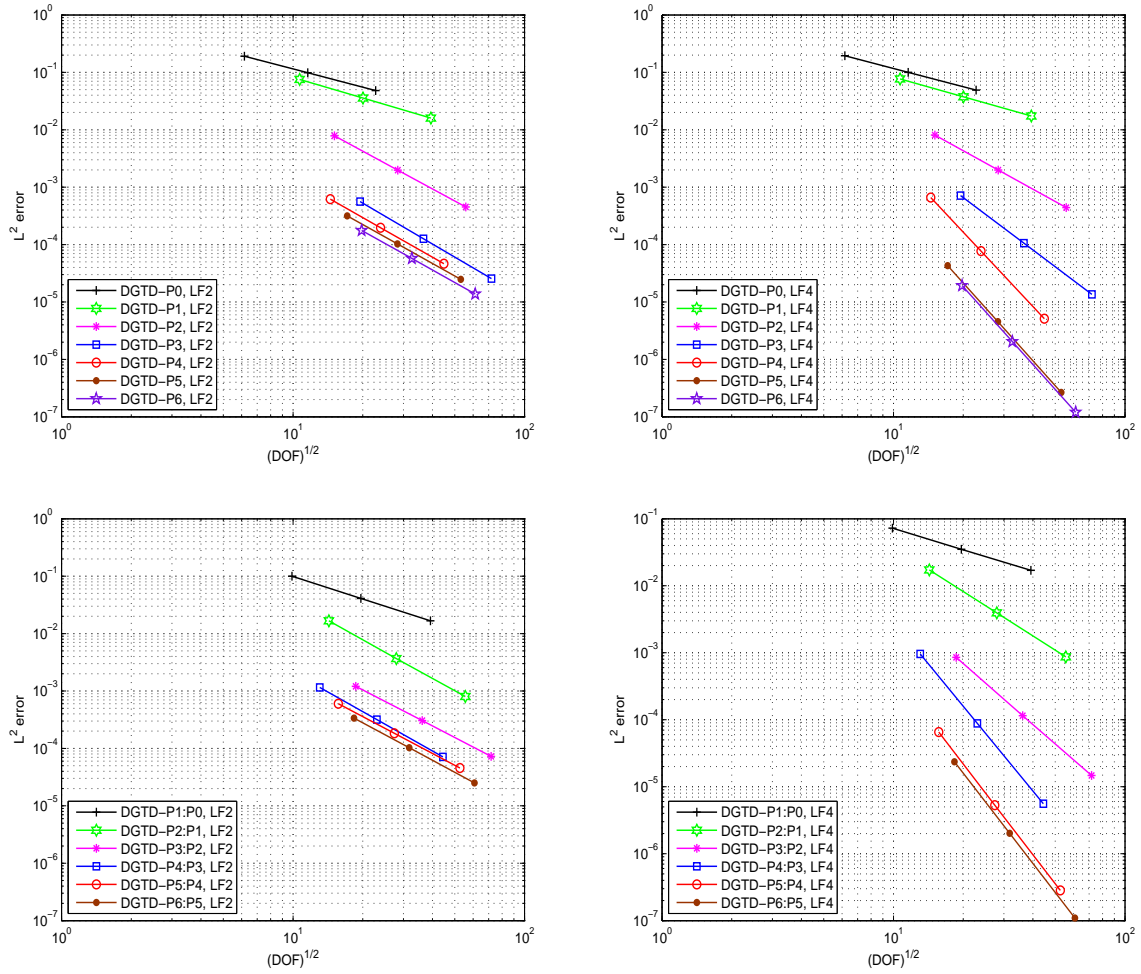 10^0
10^-1
10^-2
10^-3
10^-4
10^-5
10^-6
10^-7
L^2 error
DGTD−P0, LF2
DGTD−P1, LF2
DGTD−P2, LF2
DGTD−P3, LF2
DGTD−P4, LF2
DGTD−P5, LF2
DGTD−P6, LF2
10^0 10^1 10^2
(DOF)^1/2
10^0
10^-1
10^-2
10^-3
10^-4
10^-5
10^-6
10^-7
L^2 error
DGTD−P0, LF4
DGTD−P1, LF4
DGTD−P2, LF4
DGTD−P3, LF4
DGTD−P4, LF4
DGTD−P5, LF4
DGTD−P6, LF4
10^0 10^1 10^2
(DOF)^1/2
10^0
10^-1
10^-2
10^-3
10^-4
10^-5
10^-6
10^-7
L^2 error
DGTD−P1:P0, LF2
DGTD−P2:P1, LF2
DGTD−P3:P2, LF2
DGTD−P4:P3, LF2
DGTD−P5:P4, LF2
DGTD−P6:P5, LF2
10^0 10^1 10^2
(DOF)^1/2
10^-1
10^-2
10^-3
10^-4
10^-5
10^-6
10^-7
L^2 error
DGTD−P1:P0, LF4
DGTD−P2:P1, LF4
DGTD−P3:P2, LF4
DGTD−P4:P3, LF4
DGTD−P5:P4, LF4
DGTD−P6:P5, LF4
10^0 10^1 10^2
(DOF)^1/2